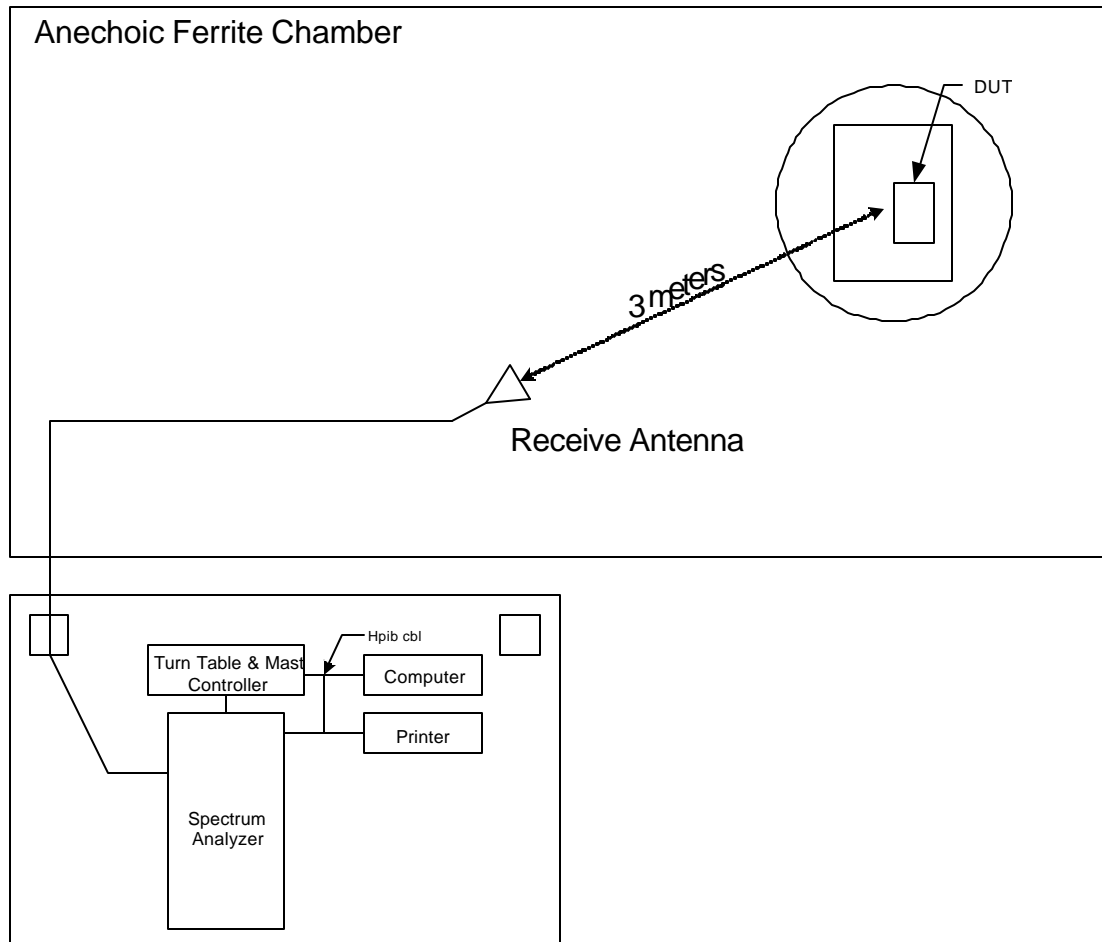 Anechoic Ferrite Chamber
DUT
3 meters
Receive Antenna
Hpib cbl
Turn Table & Mast
Controller
Computer
Printer
Spectrum
Analyzer